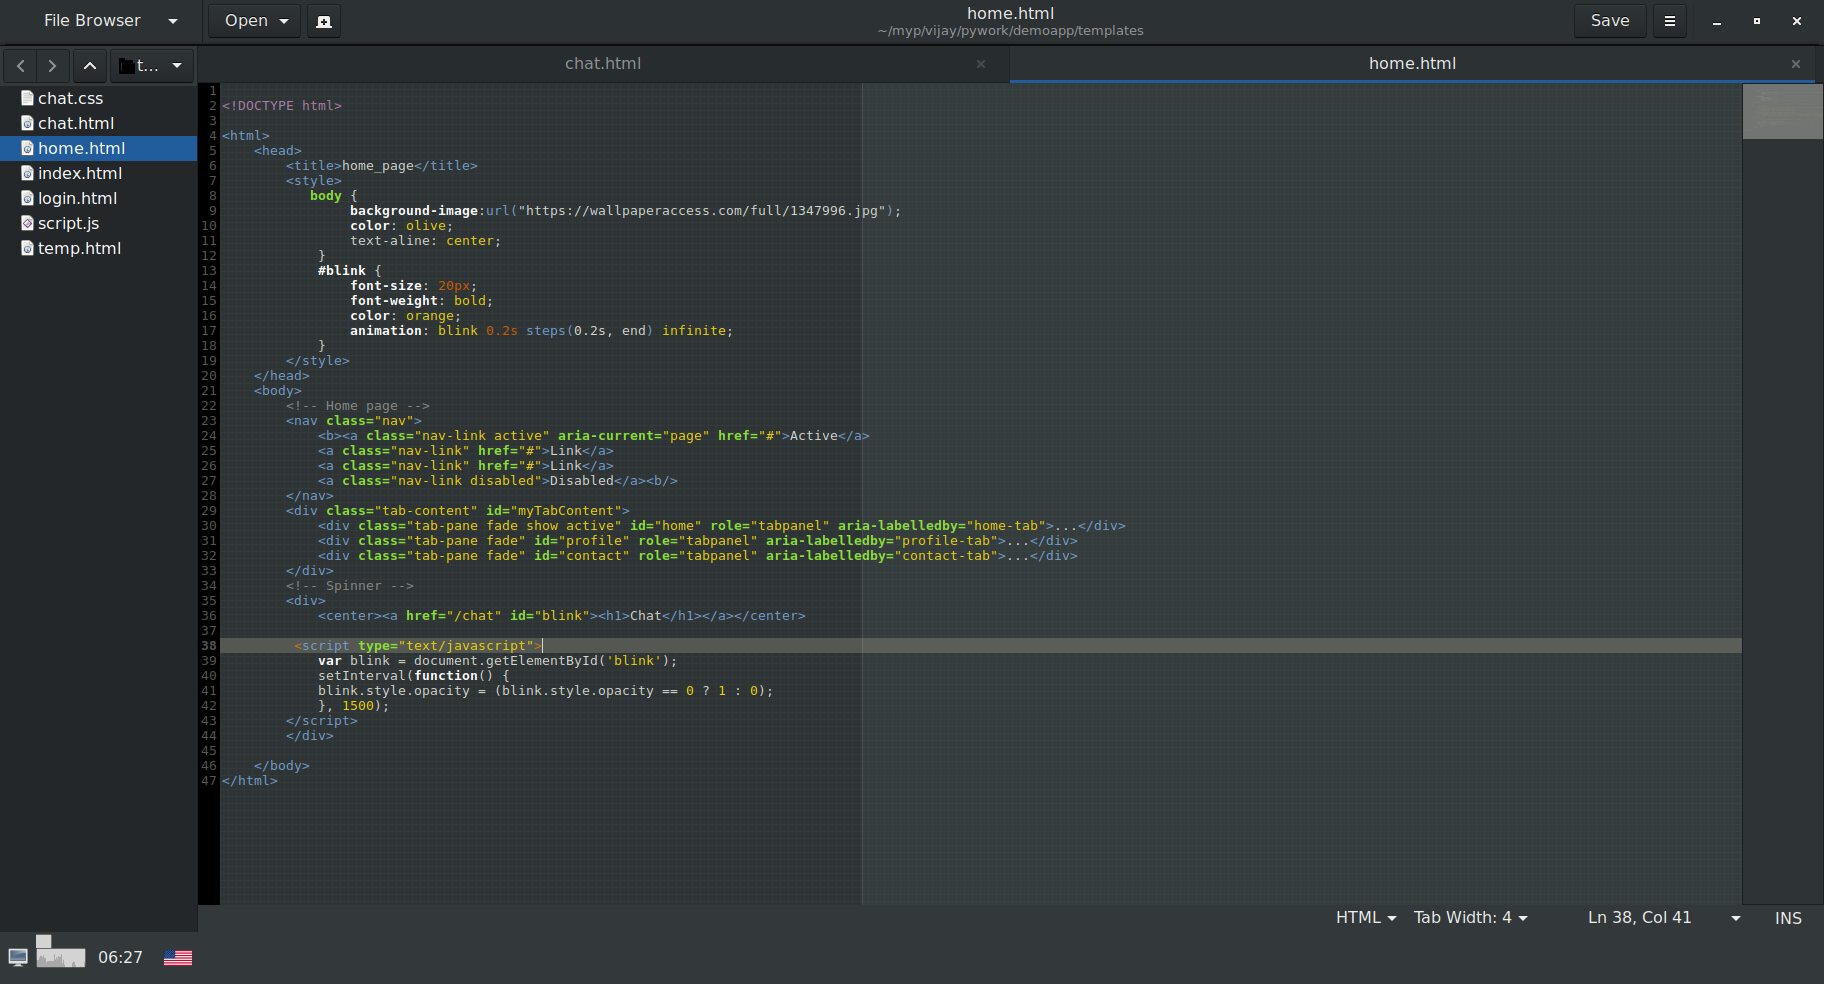 File Browser
Open
home.html
~/myp/vijay/pywork/demoapp/templates
Save
t...
chat.html
home.html
chat.css
chat.html
home.html
index.html
login.html
script.js
temp.html
1
2 <!DOCTYPE html>
3
4 <html>
5     <head>
6         <title>home_page</title>
7         <style>
8            body {
9                 background-image:url("https://wallpaperaccess.com/full/1347996.jpg");
10                 color: olive;
11                 text-aline: center;
12             }
13             #blink {
14                 font-size: 20px;
15                 font-weight: bold;
16                 color: orange;
17                 animation: blink 0.2s steps(0.2s, end) infinite;
18             }
19         </style>
20     </head>
21     <body>
22         <!-- Home page -->
23         <nav class="nav">
24             <b><a class="nav-link active" aria-current="page" href="#">Active</a>
25             <a class="nav-link" href="#">Link</a>
26             <a class="nav-link" href="#">Link</a>
27             <a class="nav-link disabled">Disabled</a><b/>
28         </nav>
29         <div class="tab-content" id="myTabContent">
30             <div class="tab-pane fade show active" id="home" role="tabpanel" aria-labelledby="home-tab">...</div>
31             <div class="tab-pane fade" id="profile" role="tabpanel" aria-labelledby="profile-tab">...</div>
32             <div class="tab-pane fade" id="contact" role="tabpanel" aria-labelledby="contact-tab">...</div>
33         </div>
34         <!-- Spinner -->
35         <div>
36             <center><a href="/chat" id="blink"><h1>Chat</h1></a></center>
37
38          <script type="text/javascript">
39             var blink = document.getElementById('blink');
40             setInterval(function() {
41             blink.style.opacity = (blink.style.opacity == 0 ? 1 : 0);
42             }, 1500);
43         </script>
44         </div>
45
46     </body>
47 </html>
HTML
Tab Width: 4
Ln 38, Col 41
INS
06:27